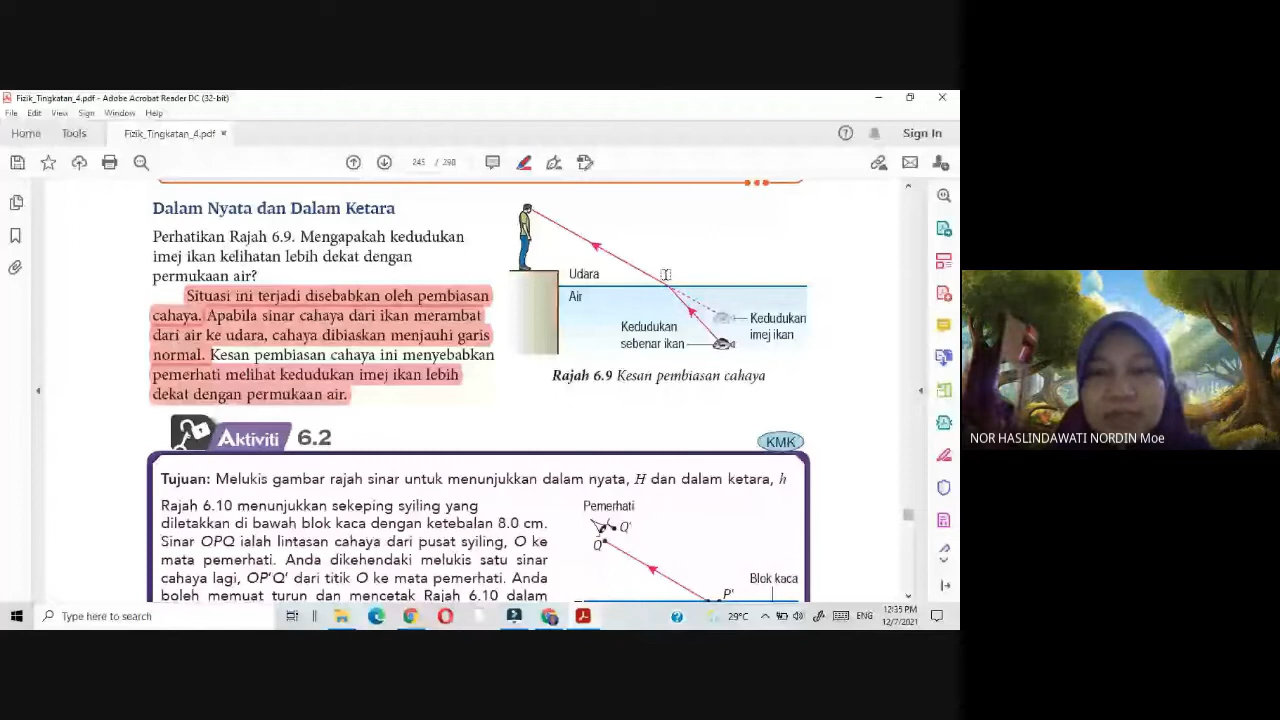 Fizik_Tingkatan_4.pdf - Adobe Acrobat Reader DC (32-bit)
File Edit View Sign Window Help
Home Tools Fizik_Tingkatan_4.pdf × Sign In
245 / 298
Dalam Nyata dan Dalam Ketara
Perhatikan Rajah 6.9. Mengapakah kedudukan
imej ikan kelihatan lebih dekat dengan
permukaan air?
Situasi ini terjadi disebabkan oleh pembiasan
cahaya. Apabila sinar cahaya dari ikan merambat
dari air ke udara, cahaya dibiaskan menjauhi garis
normal. Kesan pembiasan cahaya ini menyebabkan
pemerhati melihat kedudukan imej ikan lebih
dekat dengan permukaan air.
Udara
Air
Kedudukan
sebenar ikan
Kedudukan
imej ikan
Rajah 6.9 Kesan pembiasan cahaya
Aktiviti 6.2
KMK
Tujuan: Melukis gambar rajah sinar untuk menunjukkan dalam nyata, H dan dalam ketara, h
Rajah 6.10 menunjukkan sekeping syiling yang
diletakkan di bawah blok kaca dengan ketebalan 8.0 cm.
Sinar OPQ ialah lintasan cahaya dari pusat syiling, O ke
mata pemerhati. Anda dikehendaki melukis satu sinar
cahaya lagi, OP'Q' dari titik O ke mata pemerhati. Anda
boleh memuat turun dan mencetak Rajah 6.10 dalam
Pemerhati
Q'
Q
Blok kaca
P'
NOR HASLINDAWATI NORDIN Moe
Type here to search
29°C
ENG
12:35 PM
12/7/2021